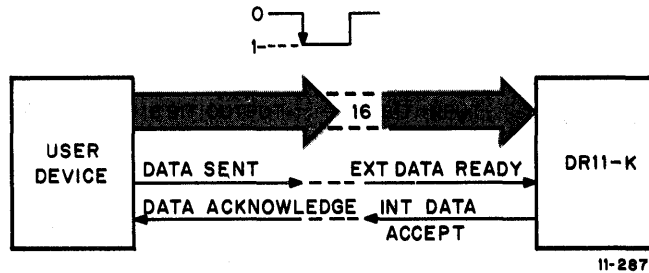 0
1
16
USER
DEVICE
DATA SENT
EXT DATA READY
DR11-K
DATA ACKNOWLEDGE
INT DATA
ACCEPT
11-287